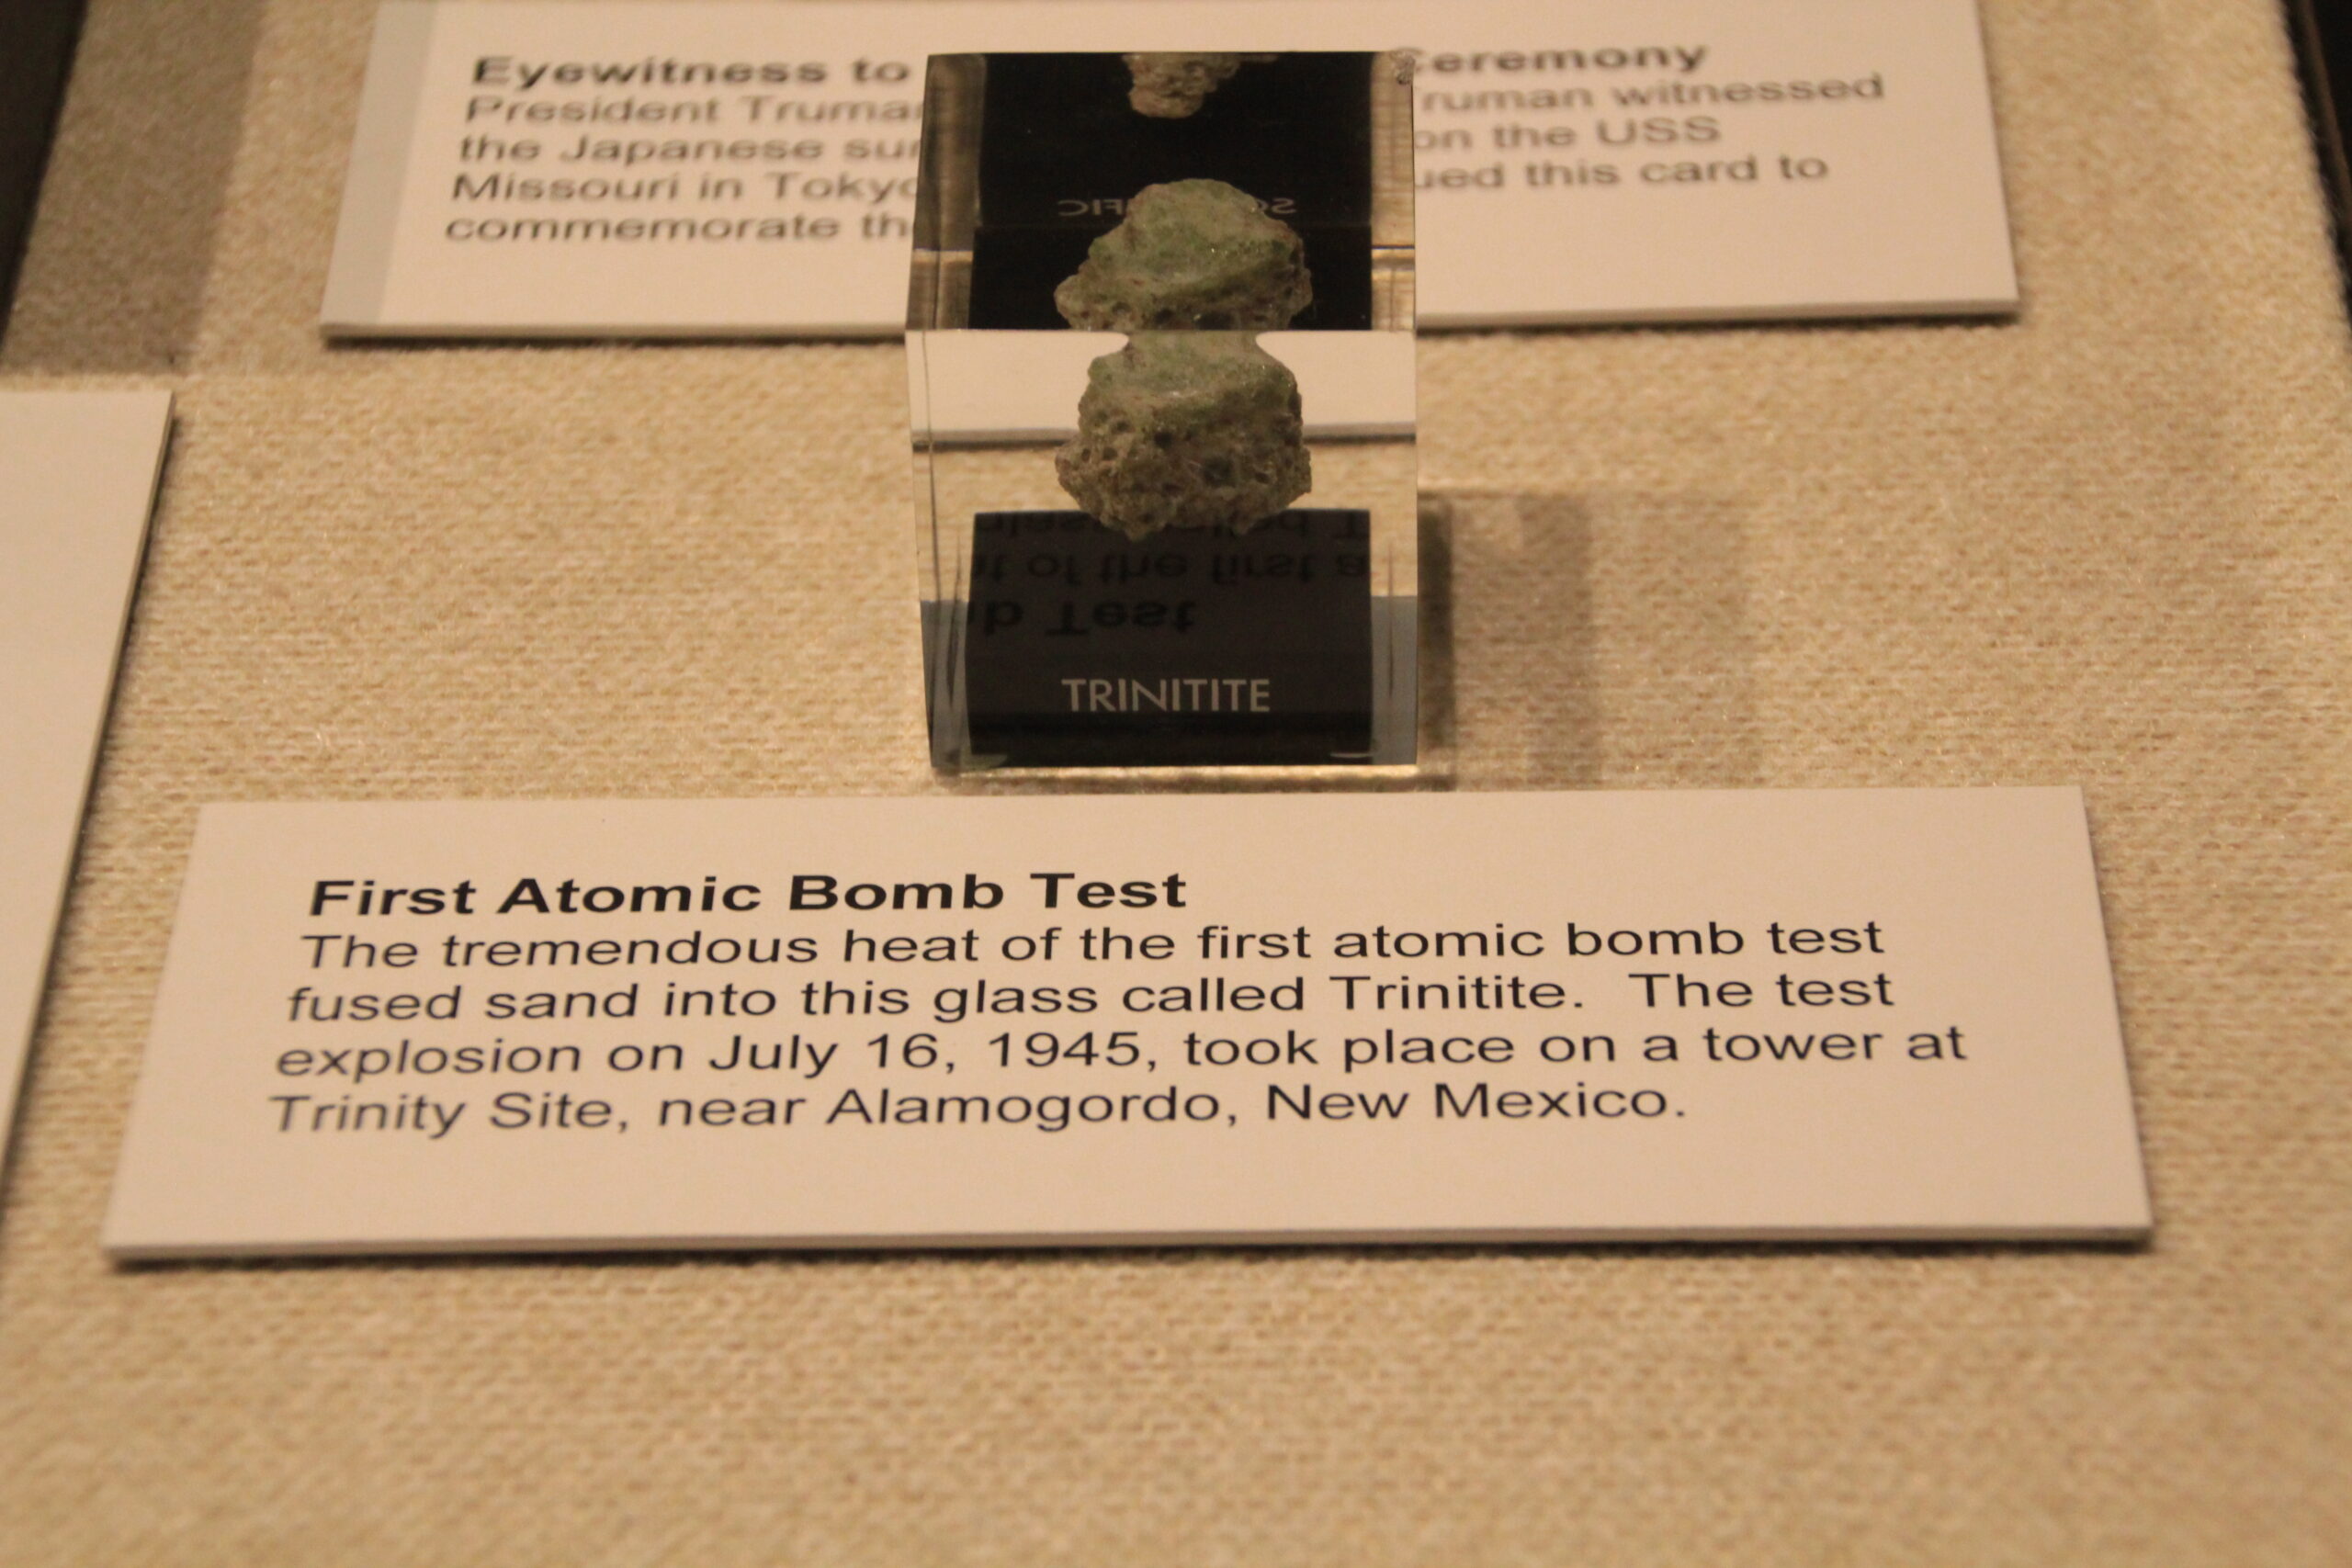 Eyewitness to Ceremony
President Truman witnessed
the Japanese on the USS
Missouri in this card to
commemorate
TRINITITE
First Atomic Bomb Test
The tremendous heat of the first atomic bomb test
fused sand into this glass called Trinitite. The test
explosion on July 16, 1945, took place on a tower at
Trinity Site, near Alamogordo, New Mexico.